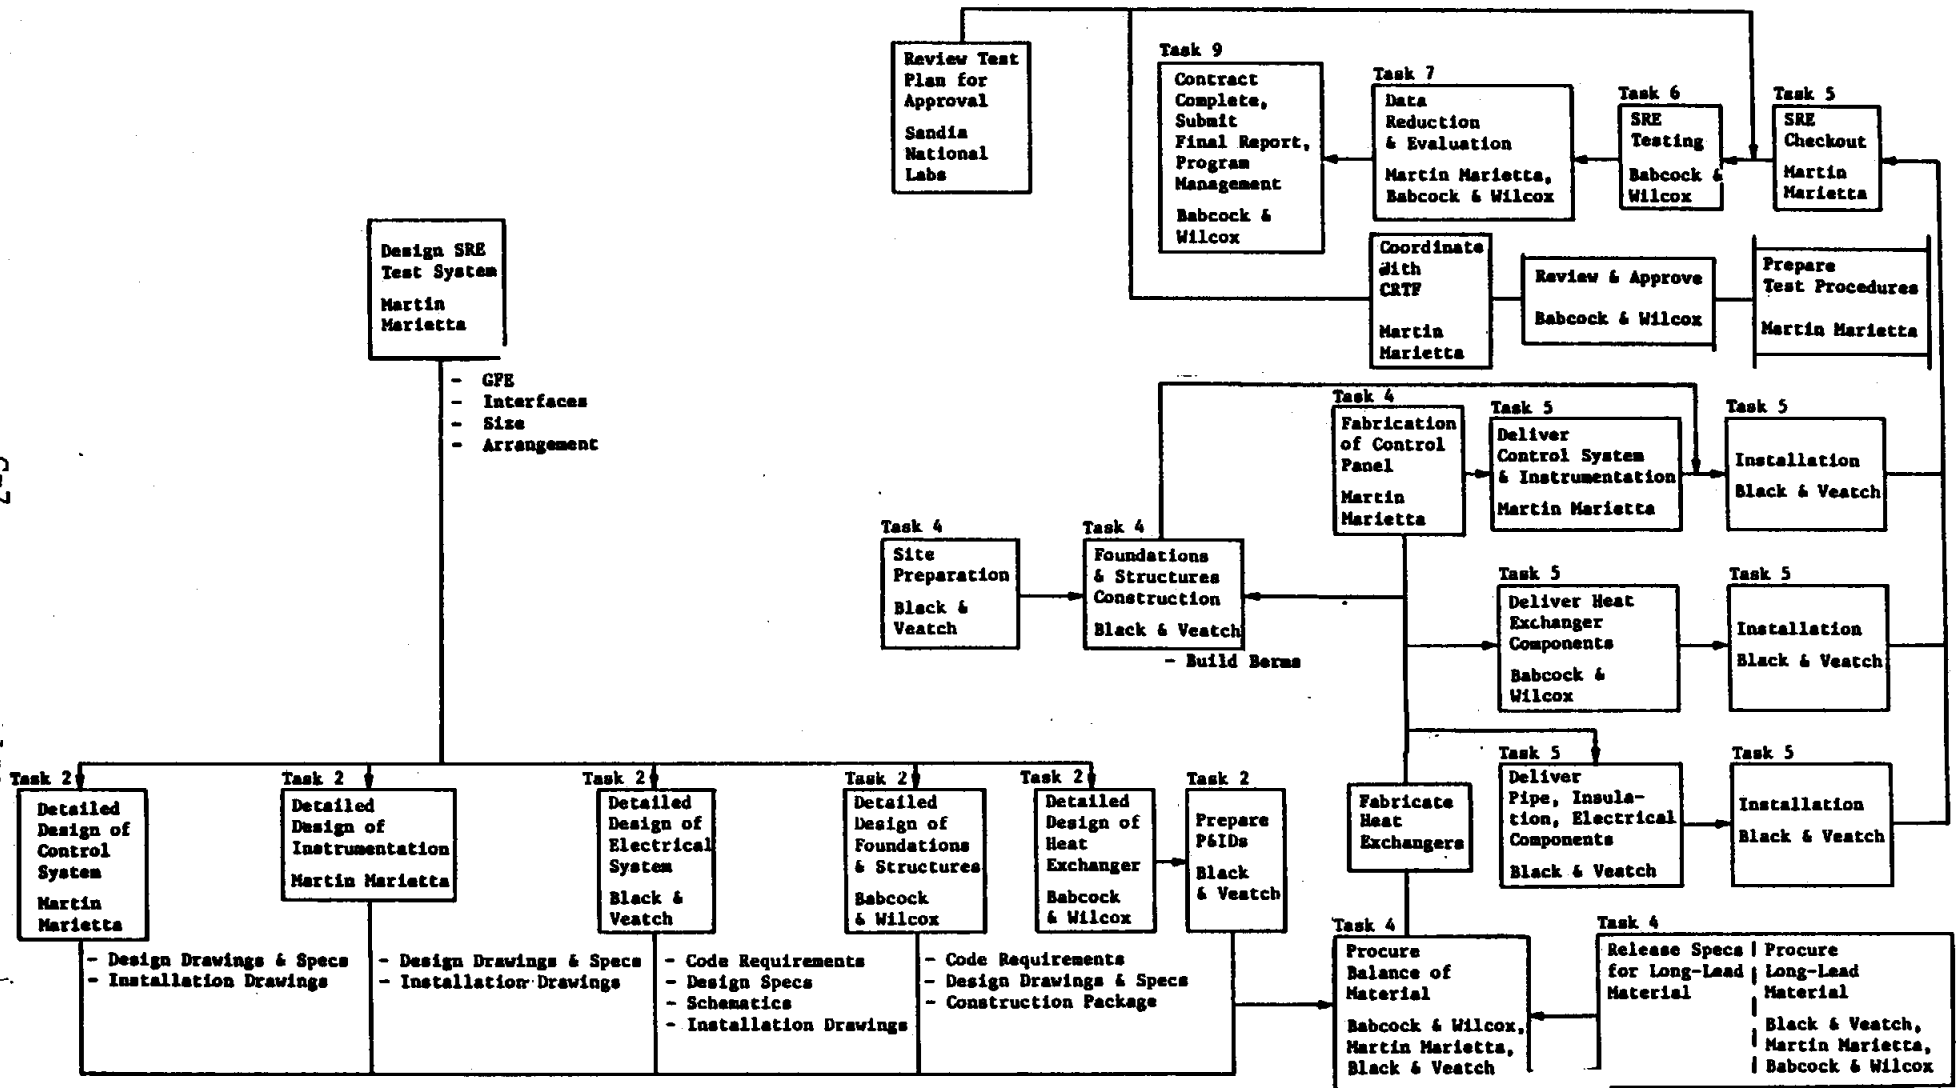 Review Test
Plan for
Approval
Sandia
National
Labs
Task 9
Contract
Complete,
Submit
Final Report,
Program
Management
Babcock &
Wilcox
Task 7
Data
Reduction
& Evaluation
Martin Marietta,
Babcock & Wilcox
Task 6
SRE
Testing
Babcock &
Wilcox
Task 5
SRE
Checkout
Martin
Marietta
Design SRE
Test System
Martin
Marietta
- GFE
- Interfaces
- Size
- Arrangement
Coordinate
With
CRTF
Martin
Marietta
Review & Approve
Babcock & Wilcox
Prepare
Test Procedures
Martin Marietta
Task 4
Fabrication
of Control
Panel
Martin
Marietta
Task 5
Deliver
Control System
& Instrumentation
Martin Marietta
Task 5
Installation
Black & Veatch
Task 4
Site
Preparation
Black &
Veatch
Task 4
Foundations
& Structures
Construction
Black & Veatch
- Build Berms
Task 5
Deliver Heat
Exchanger
Components
Babcock &
Wilcox
Task 5
Installation
Black & Veatch
Task 2
Detailed
Design of
Control
System
Martin
Marietta
- Design Drawings & Specs
- Installation Drawings
Task 2
Detailed
Design of
Instrumentation
Martin Marietta
- Design Drawings & Specs
- Installation Drawings
Task 2
Detailed
Design of
Electrical
System
Black &
Veatch
- Code Requirements
- Design Specs
- Schematics
- Installation Drawings
Task 2
Detailed
Design of
Foundations
& Structures
Babcock
& Wilcox
- Code Requirements
- Design Drawings & Specs
- Construction Package
Task 2
Detailed
Design of
Heat
Exchanger
Babcock
& Wilcox
Task 2
Prepare
P&IDs
Black
& Veatch
Fabricate
Heat
Exchangers
Task 5
Deliver
Pipe, Insula-
tion, Electrical
Components
Black & Veatch
Task 5
Installation
Black & Veatch
Task 4
Procure
Balance of
Material
Babcock & Wilcox,
Martin Marietta,
Black & Veatch
Task 4
Release Specs
for Long-Lead
Material
Procure
Long-Lead
Material
Black & Veatch,
Martin Marietta,
Babcock & Wilcox